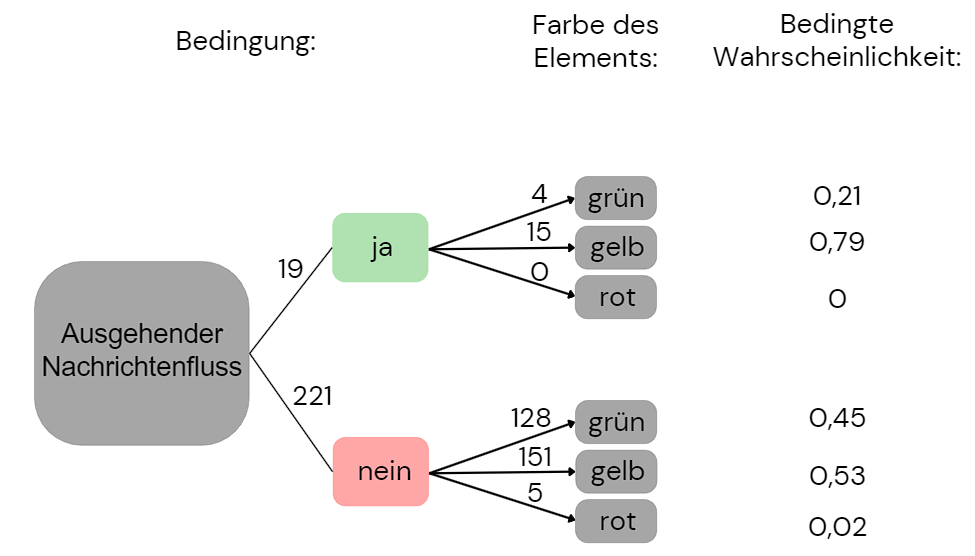 Bedingung:
Farbe des
Elements:
Bedingte
Wahrscheinlichkeit:
Ausgehender
Nachrichtenfluss
19
ja
4
grün
0,21
15
gelb
0,79
0
rot
0
221
nein
128
grün
0,45
151
gelb
0,53
5
rot
0,02